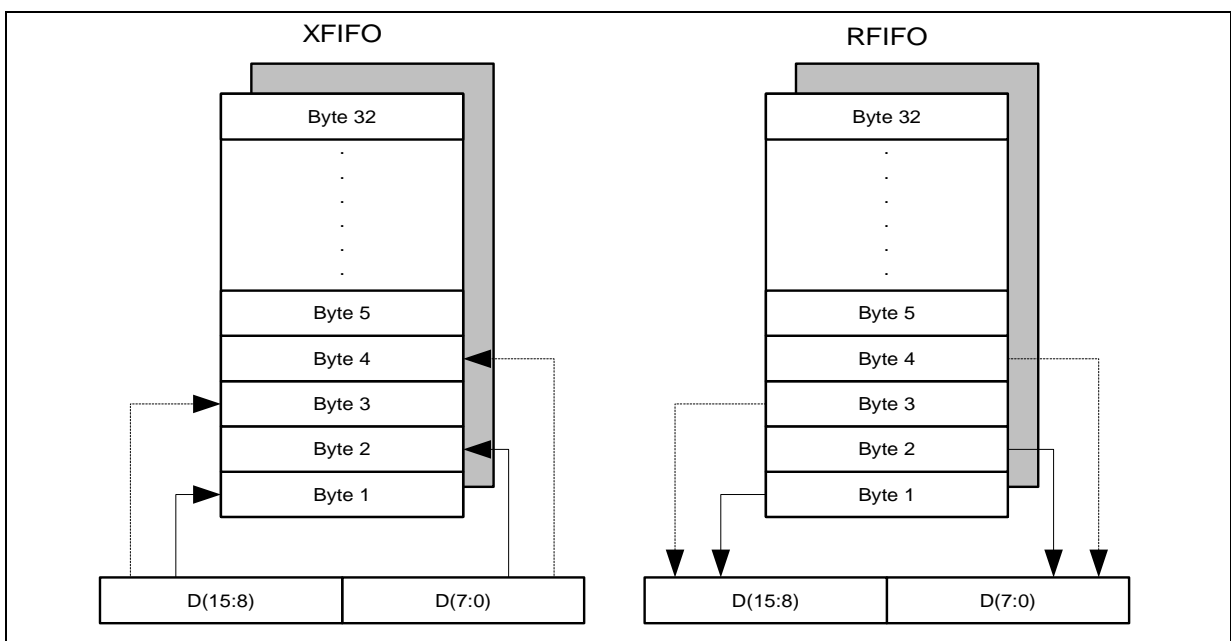 XFIFO
Byte 32
.
.
.
.
.
.
Byte 5
Byte 4
Byte 3
Byte 2
Byte 1
D(15:8) D(7:0)
RFIFO
Byte 32
.
.
.
.
.
.
Byte 5
Byte 4
Byte 3
Byte 2
Byte 1
D(15:8) D(7:0)